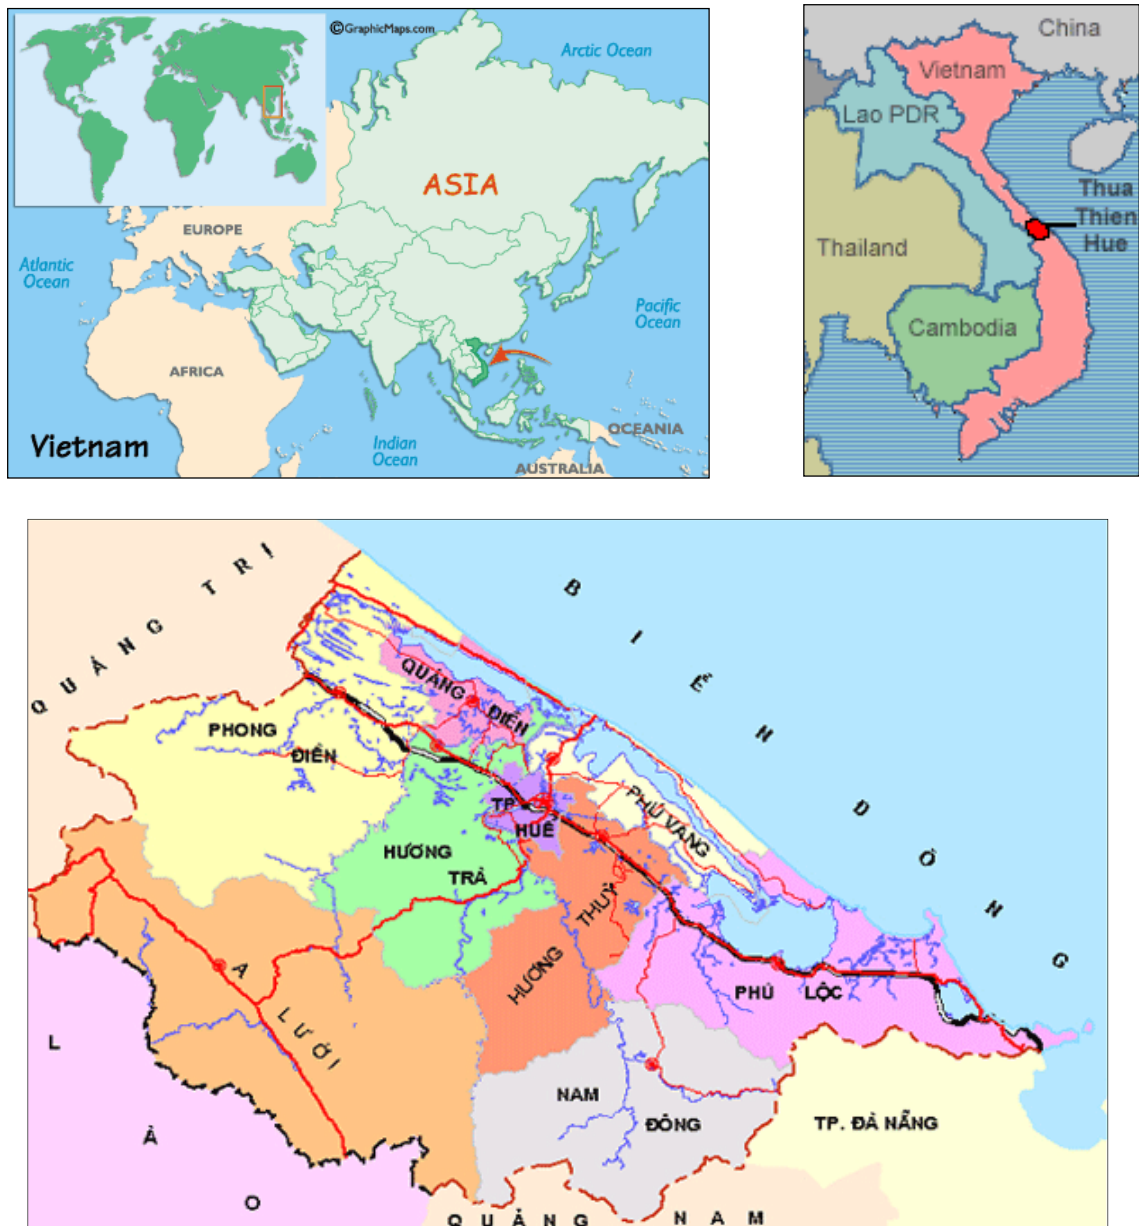 ©GraphicMaps.com
Arctic Ocean
ASIA
EUROPE
Atlantic
Ocean
Pacific
Ocean
AFRICA
OCEANIA
Indian
Ocean
AUSTRALIA
Vietnam
China
Vietnam
Lao PDR
Thua
Thien
Hue
Thailand
Cambodia
QUẢNG TRỊ
BIỂN ĐÔNG
QUẢNG
ĐIỀN
PHONG
ĐIỀN
TP
HUẾ
PHÚ VANG
HƯƠNG
TRÀ
HƯƠNG THUỶ
A LƯỚI
PHÚ LỘC
NAM
ĐÔNG
TP. ĐÀ NẴNG
LÀO
QUẢNG NAM